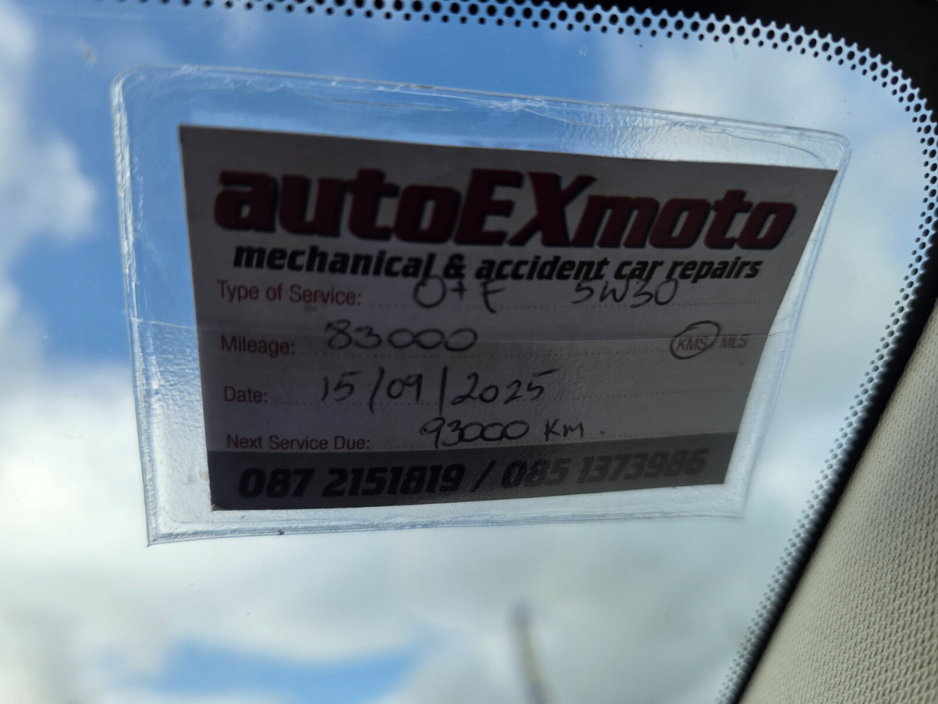 autoEXmoto
mechanical & accident car repairs
Type of Service: O+F 5W30
Mileage: 83000 KMS / MLS
Date: 15/09/2025
Next Service Due: 93000 KM.
087 2151819 / 085 1373986